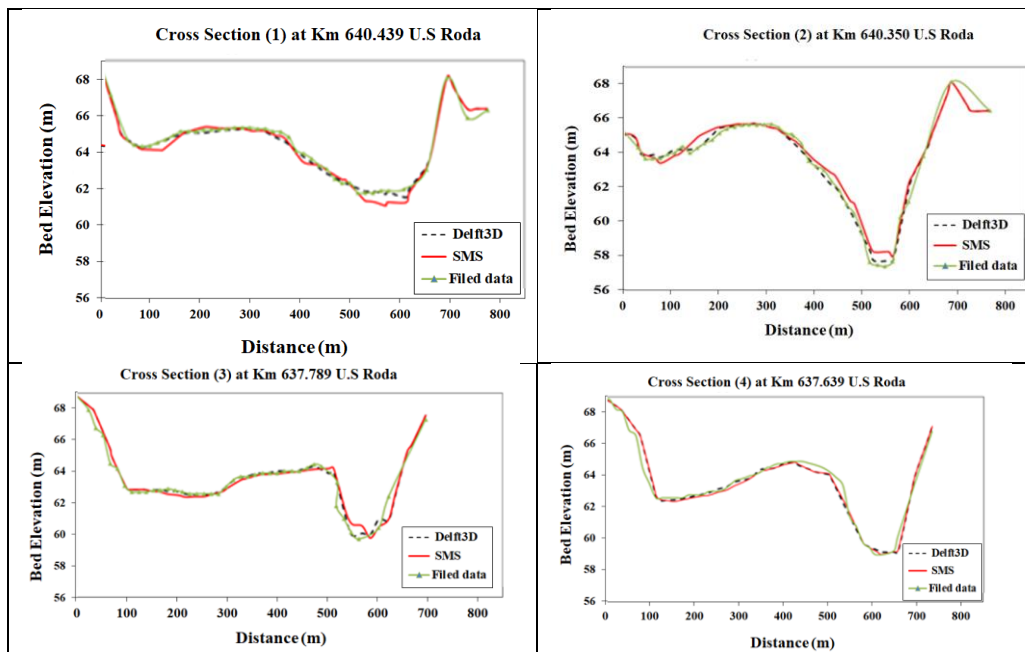 Cross Section (1) at Km 640.439 U.S Roda
Bed Elevation (m)
68
66
64
62
60
58
56
0 100 200 300 400 500 600 700 800
Distance (m)
Delft3D
SMS
Filed data
Cross Section (2) at Km 640.350 U.S Roda
Bed Elevation (m)
68
66
64
62
60
58
56
0 100 200 300 400 500 600 700 800
Distance (m)
Delft3D
SMS
Filed data
Cross Section (3) at Km 637.789 U.S Roda
Bed Elevation (m)
68
66
64
62
60
58
56
0 100 200 300 400 500 600 700 800
Distance (m)
Delft3D
SMS
Filed data
Cross Section (4) at Km 637.639 U.S Roda
Bed Elevation (m)
68
66
64
62
60
58
56
0 100 200 300 400 500 600 700 800
Distance (m)
Delft3D
SMS
Filed data